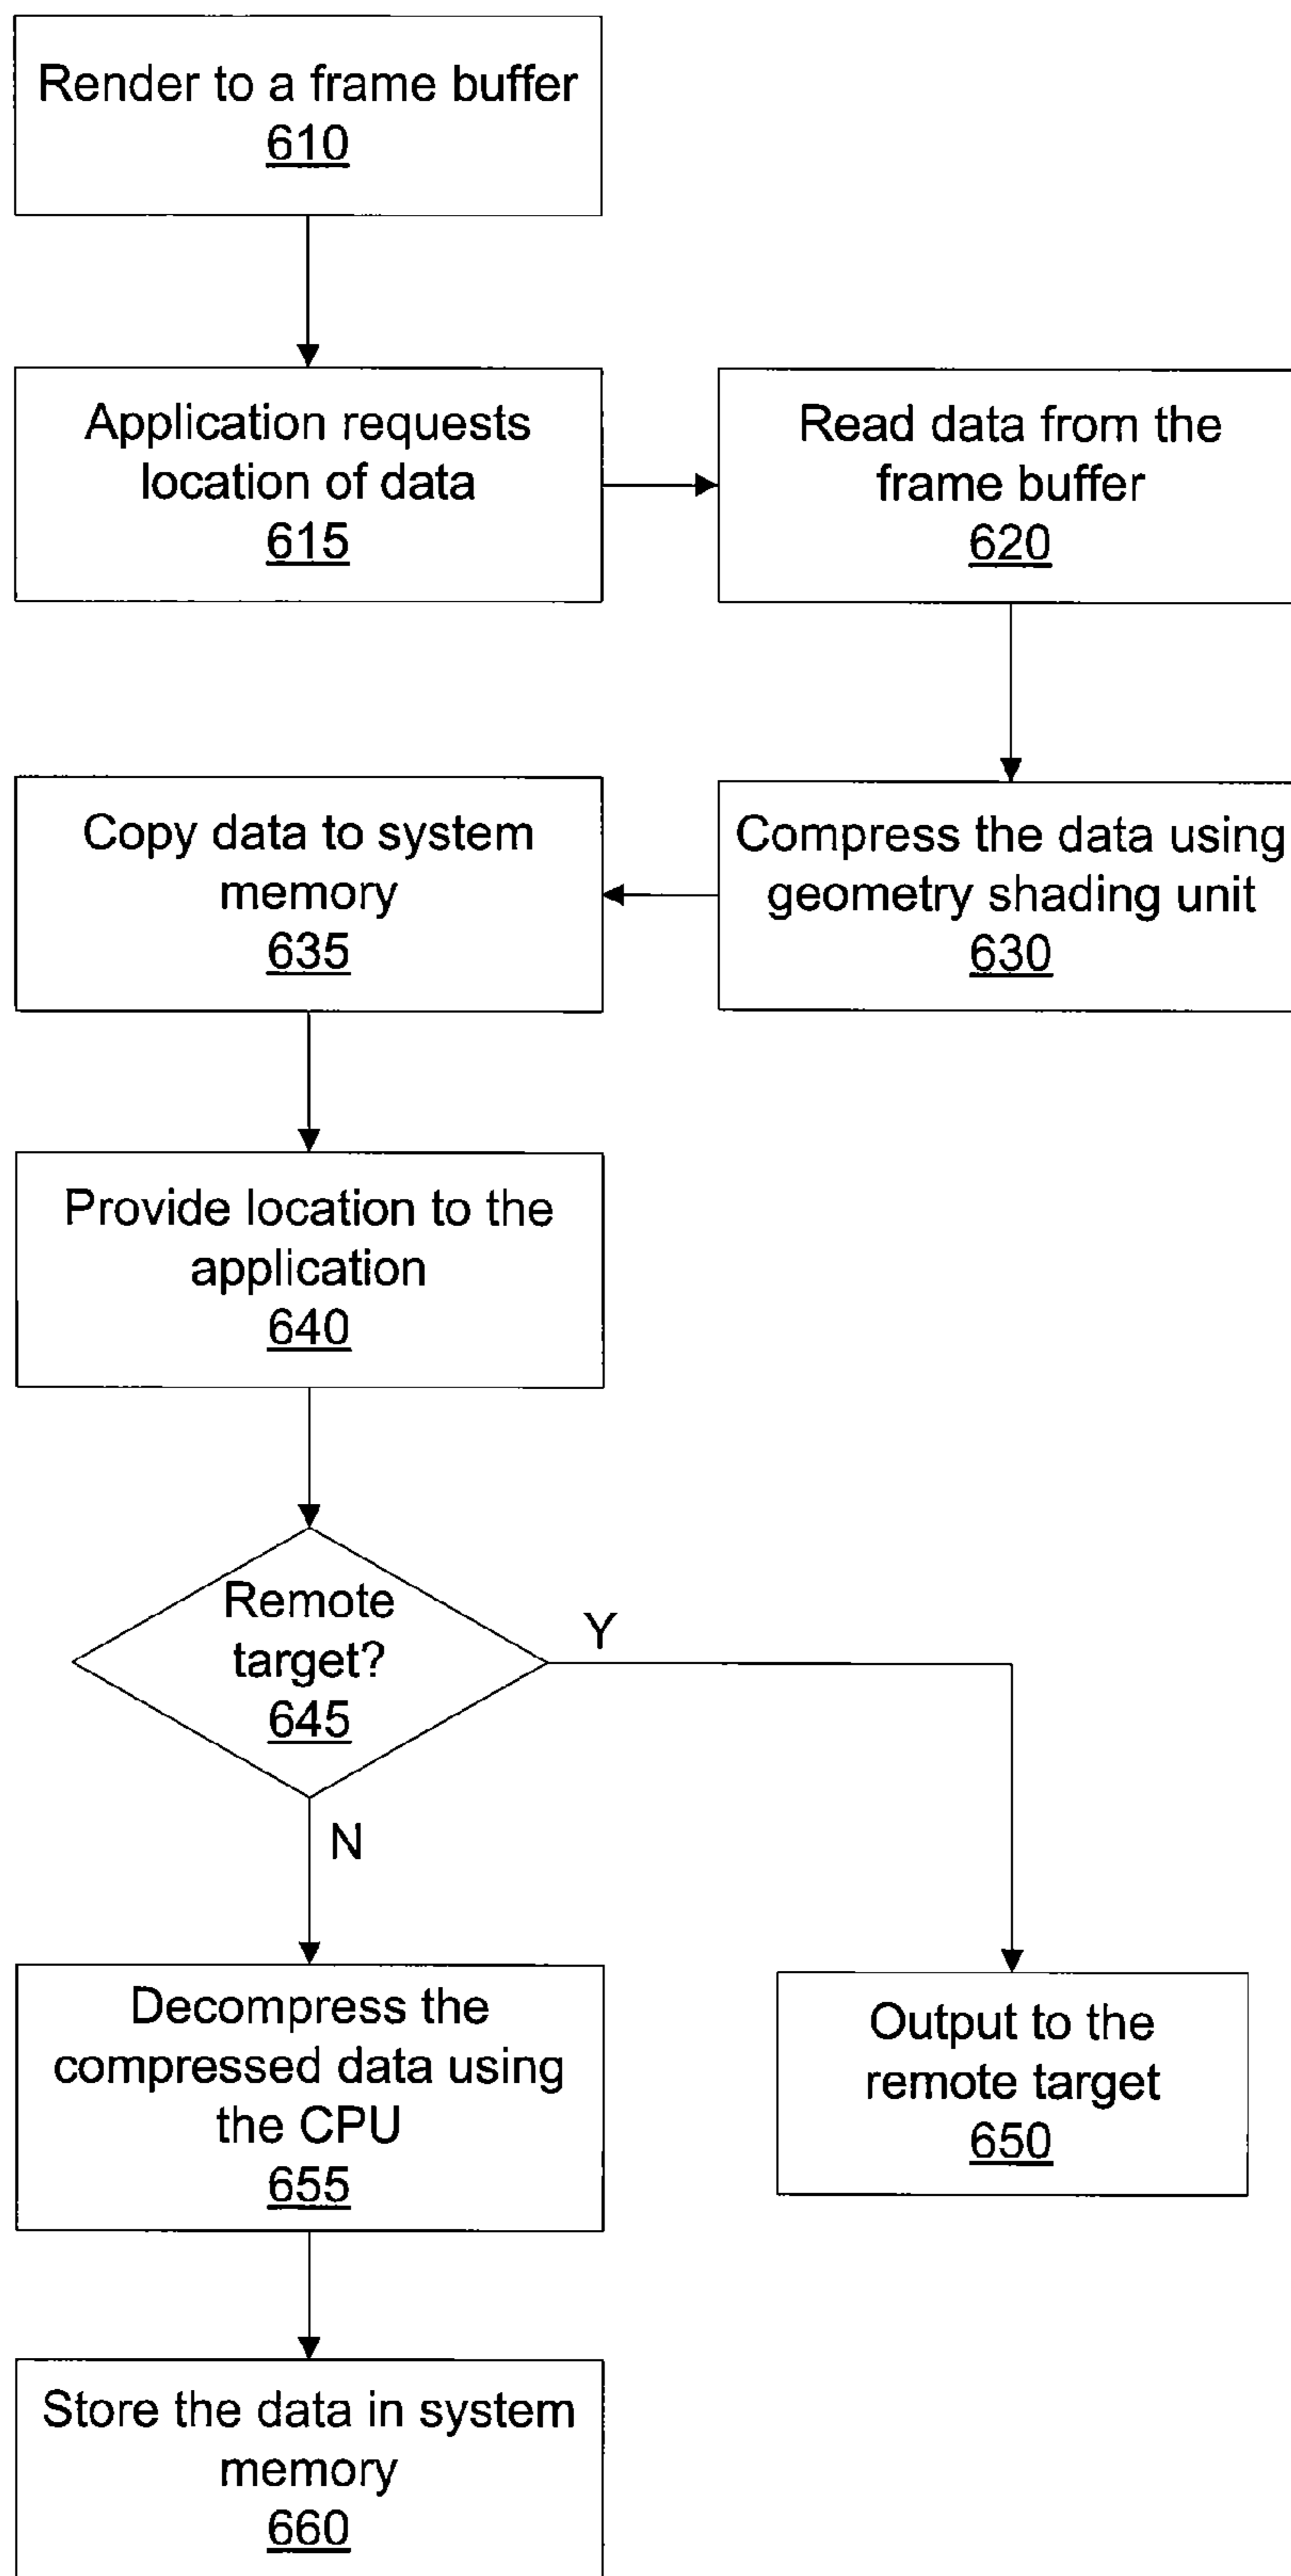 Render to a frame buffer
610
Application requests
location of data
615
Read data from the
frame buffer
620
Compress the data using
geometry shading unit
630
Copy data to system
memory
635
Provide location to the
application
640
Remote
target?
645
Y
N
Decompress the
compressed data using
the CPU
655
Output to the
remote target
650
Store the data in system
memory
660